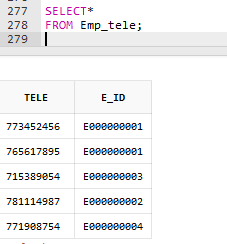 277 SELECT*
278 FROM Emp_tele;
279
TELE E_ID
773452456 E000000001
765617895 E000000001
715389054 E000000003
781114987 E000000002
771908754 E000000004